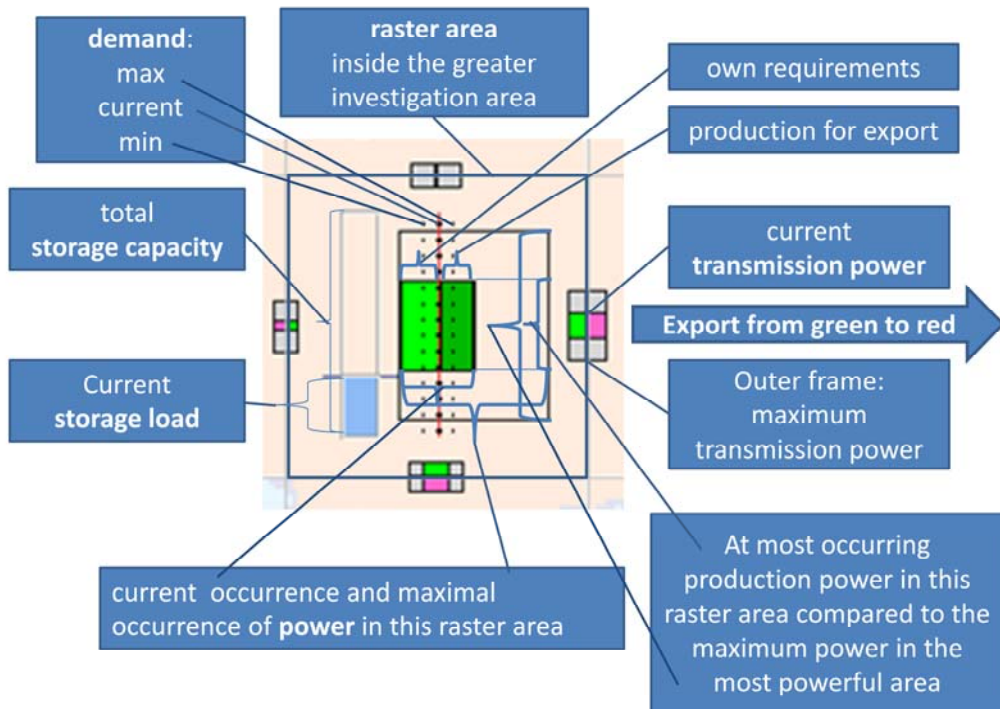 demand:
max
current
min
raster area
inside the greater
investigation area
own requirements
production for export
total
storage capacity
current
transmission power
Export from green to red
Current
storage load
Outer frame:
maximum
transmission power
current occurrence and maximal
occurrence of power in this raster area
At most occurring
production power in this
raster area compared to the
maximum power in the
most powerful area